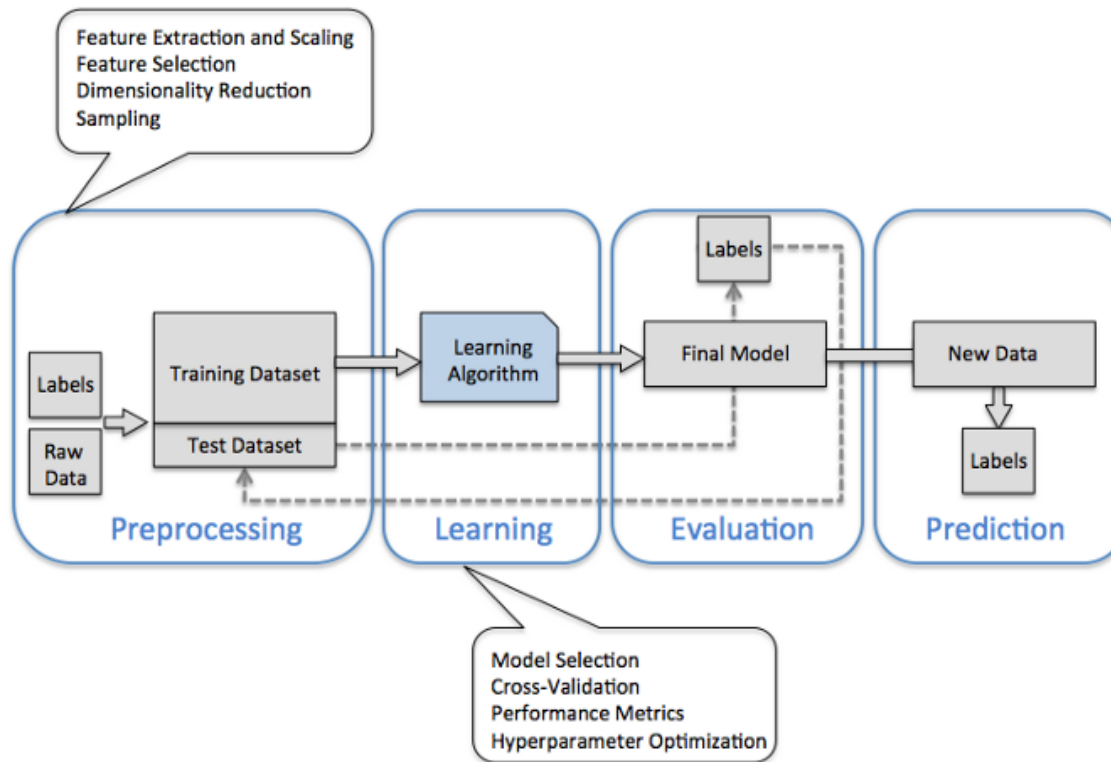 Feature Extraction and Scaling
Feature Selection
Dimensionality Reduction
Sampling
Labels
Raw
Data
Training Dataset
Test Dataset
Preprocessing
Learning
Algorithm
Learning
Labels
Final Model
Evaluation
New Data
Labels
Prediction
Model Selection
Cross-Validation
Performance Metrics
Hyperparameter Optimization